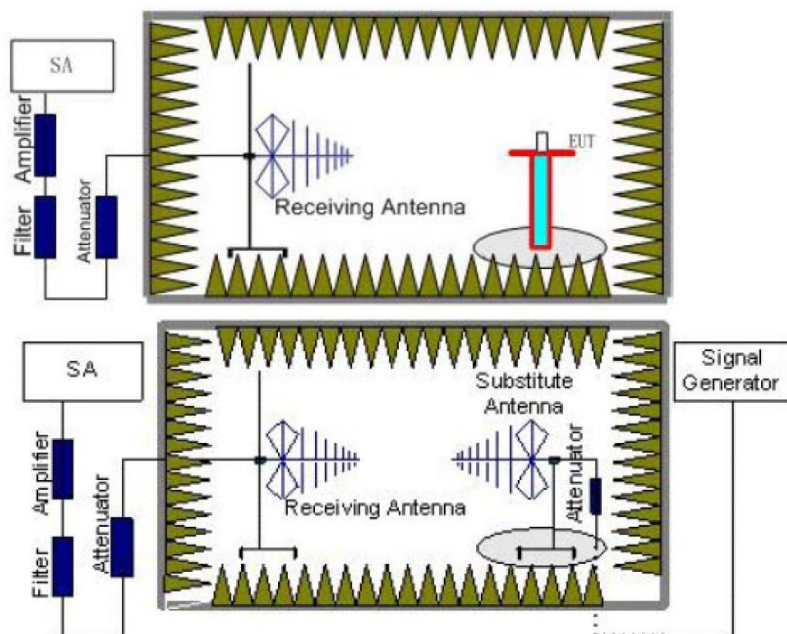 SA
Amplifier
Filter
Attenuator
Receiving Antenna
EUT
SA
Amplifier
Filter
Attenuator
Receiving Antenna
Substitute
Antenna
Attenuator
Signal
Generator